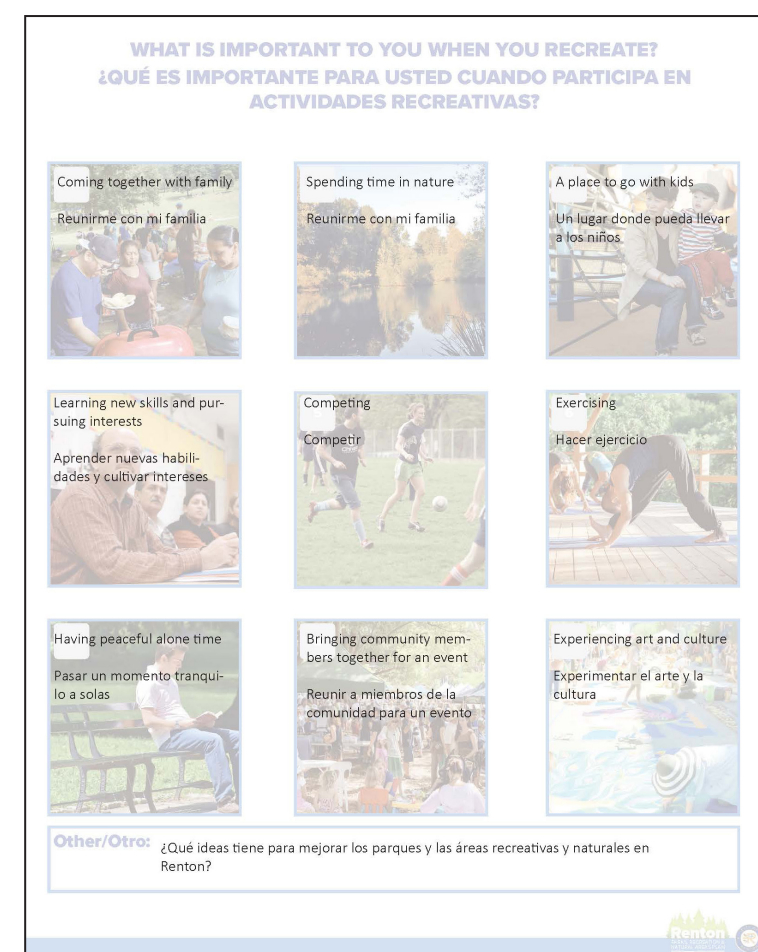 WHAT IS IMPORTANT TO YOU WHEN YOU RECREATE?
¿QUÉ ES IMPORTANTE PARA USTED CUANDO PARTICIPA EN
ACTIVIDADES RECREATIVAS?
Coming together with family
Reunirme con mi familia
Spending time in nature
Reunirme con mi familia
A place to go with kids
Un lugar donde pueda llevar
a los niños
Learning new skills and pur-
suing interests
Aprender nuevas habili-
dades y cultivar intereses
Competing
Competir
Exercising
Hacer ejercicio
Having peaceful alone time
Pasar un momento tranqui-
lo a solas
Bringing community mem-
bers together for an event
Reunir a miembros de la
comunidad para un evento
Experiencing art and culture
Experimentar el arte y la
cultura
Other/Otro:
¿Qué ideas tiene para mejorar los parques y las áreas recreativas y naturales en
Renton?
Renton